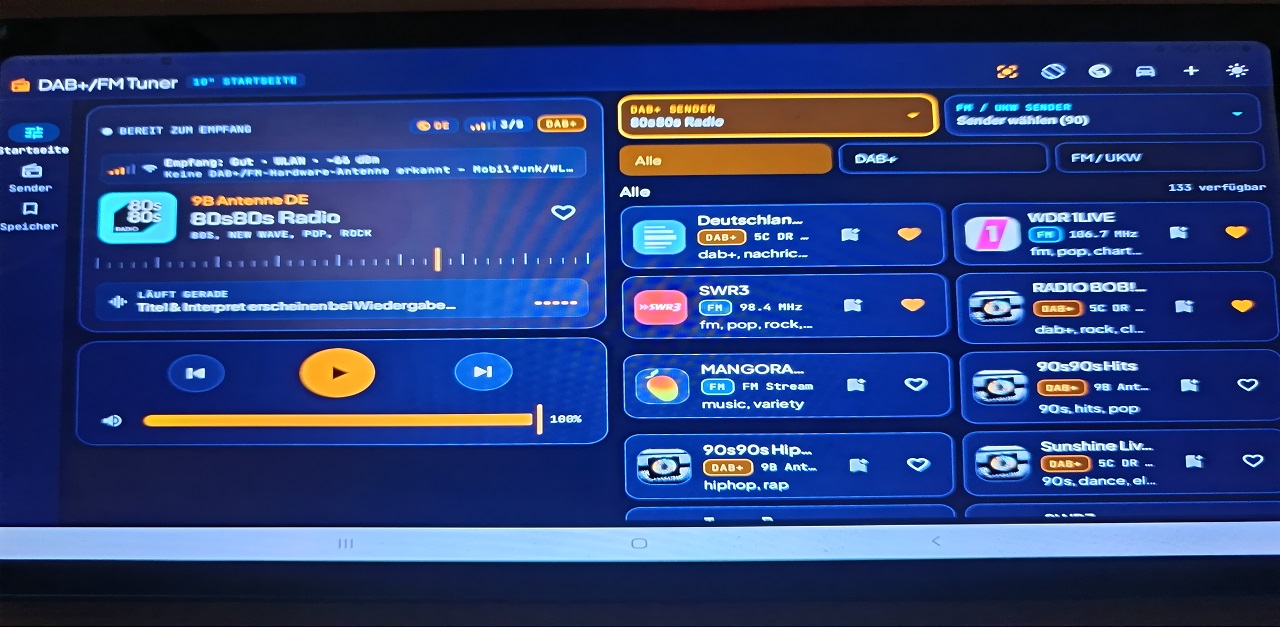 DAB+/FM Tuner
10" STARTSEITE
Startseite
Sender
Speicher
BEREIT ZUM EMPFANG
DE
3/5
DAB+
Empfang: Gut • WLAN • -66 dBm
Keine DAB+/FM-Hardware-Antenne erkannt – Mobilfunk/WL…
80s
80s
RADIO
9B Antenne DE
80s80s Radio
80S, NEW WAVE, POP, ROCK
LÄUFT GERADE
Titel & Interpret erscheinen bei Wiedergabe…
100%
DAB+ SENDER
80s80s Radio
FM / UKW SENDER
Sender wählen (90)
Alle
DAB+
FM/UKW
Alle
133 verfügbar
Deutschlan…
DAB+ 5C DR …
dab+, nachric…
1
WDR 1LIVE
FM 106.7 MHz
fm, pop, chart…
SWR3
SWR3
FM 98.4 MHz
fm, pop, rock,…
RADIO BOB!…
DAB+ 5C DR …
dab+, rock, cl…
MANGORA…
FM FM Stream
music, variety
90s90s Hits
DAB+ 9B Ant…
90s, hits, pop
90s90s Hip…
DAB+ 9B Ant…
hiphop, rap
Sunshine Liv…
DAB+ 5C DR …
90s, dance, el…